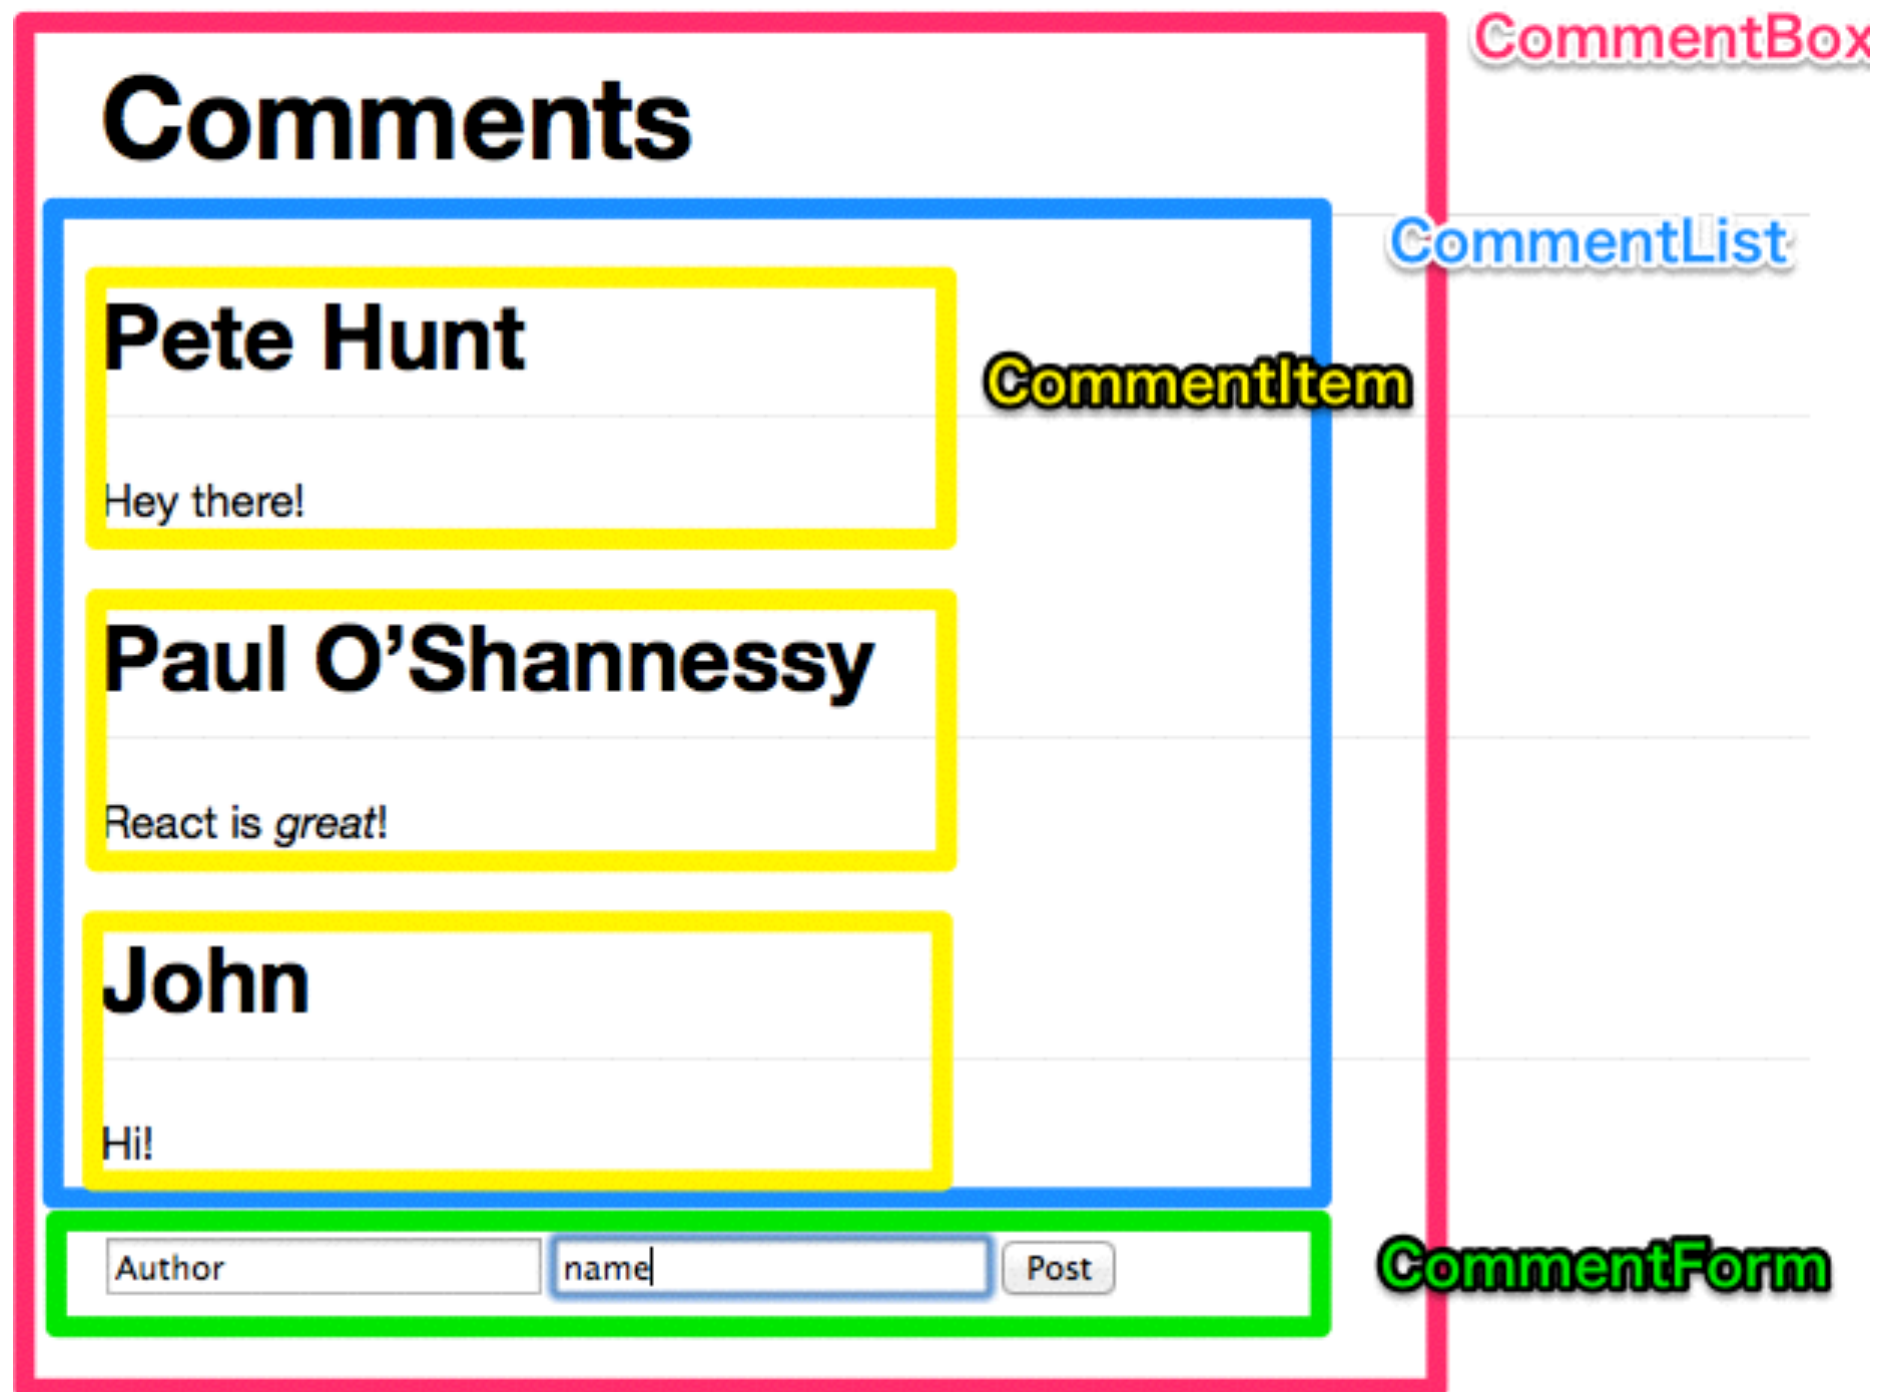 CommentBox
Comments
CommentList
Pete Hunt
CommentItem
Hey there!
Paul O’Shannessy
React is great!
John
Hi!
Author name Post CommentForm